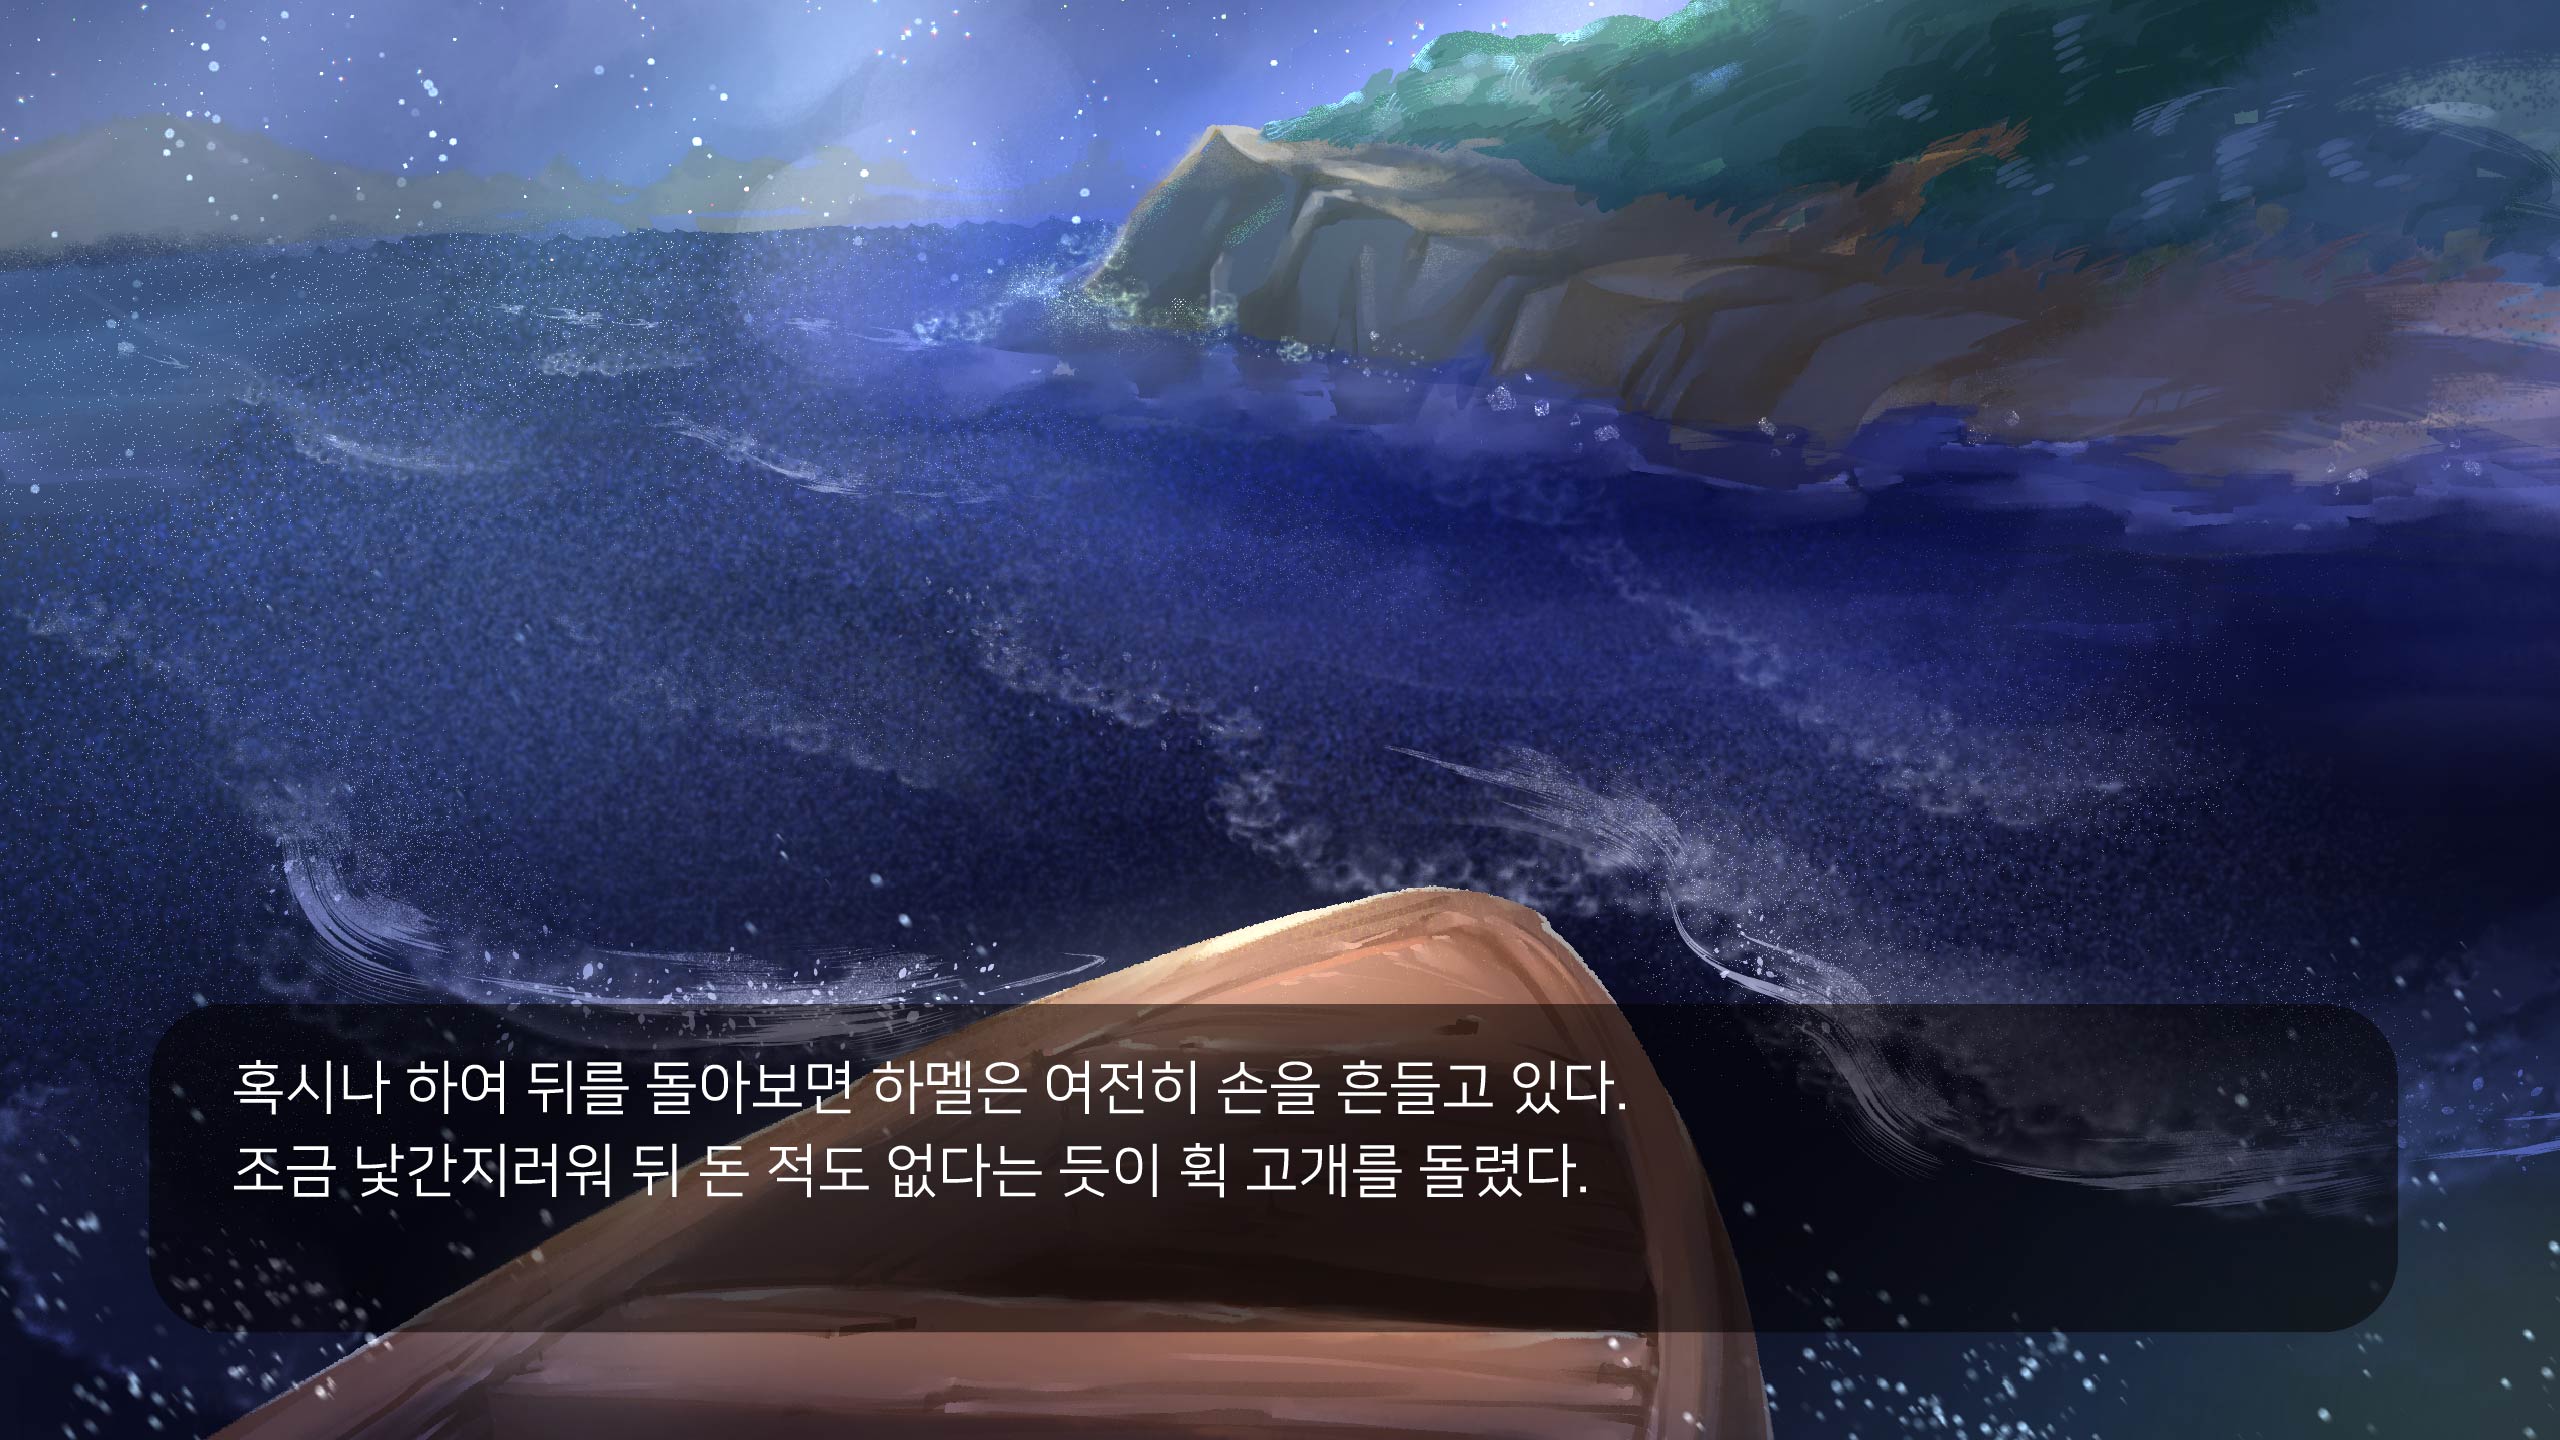 혹시나 하여 뒤를 돌아보면 하멜은 여전히 손을 흔들고 있다.
조금 낯간지러워 뒤 돈 적도 없다는 듯이 휙 고개를 돌렸다.